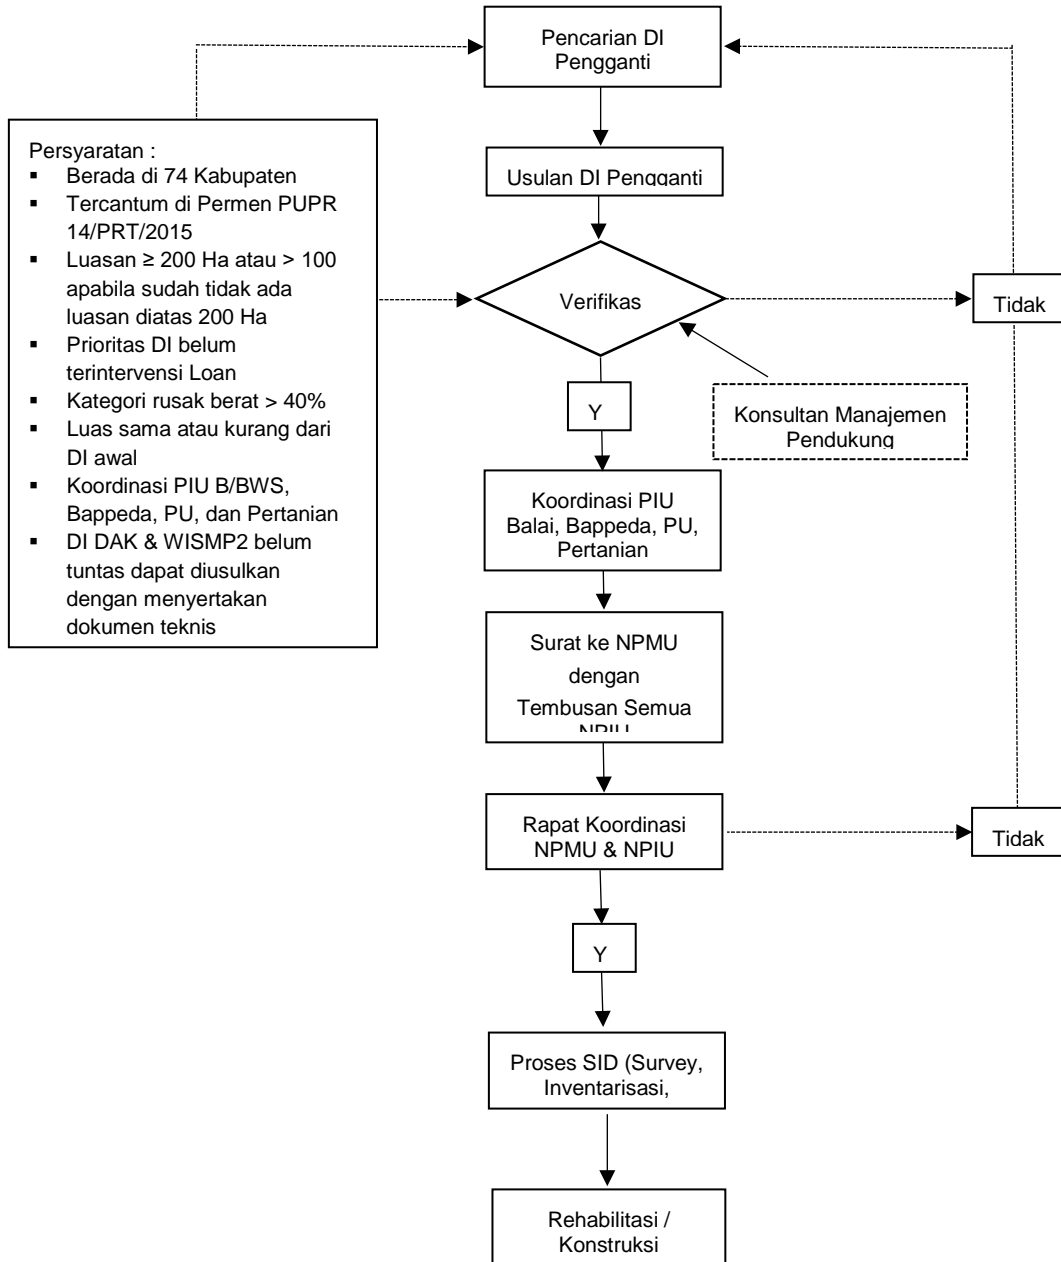 Pencarian DI
Pengganti
Persyaratan :
▪ Berada di 74 Kabupaten
▪ Tercantum di Permen PUPR
14/PRT/2015
▪ Luasan ≥ 200 Ha atau > 100
apabila sudah tidak ada
luasan diatas 200 Ha
▪ Prioritas DI belum
terintervensi Loan
▪ Kategori rusak berat > 40%
▪ Luas sama atau kurang dari
DI awal
▪ Koordinasi PIU B/BWS,
Bappeda, PU, dan Pertanian
▪ DI DAK & WISMP2 belum
tuntas dapat diusulkan
dengan menyertakan
dokumen teknis
Usulan DI Pengganti
Verifikas
Tidak
Y
Konsultan Manajemen
Pendukung
Koordinasi PIU
Balai, Bappeda, PU,
Pertanian
Surat ke NPMU
dengan
Tembusan Semua
NPIU
Rapat Koordinasi
NPMU & NPIU
Tidak
Y
Proses SID (Survey,
Inventarisasi,
Rehabilitasi /
Konstruksi